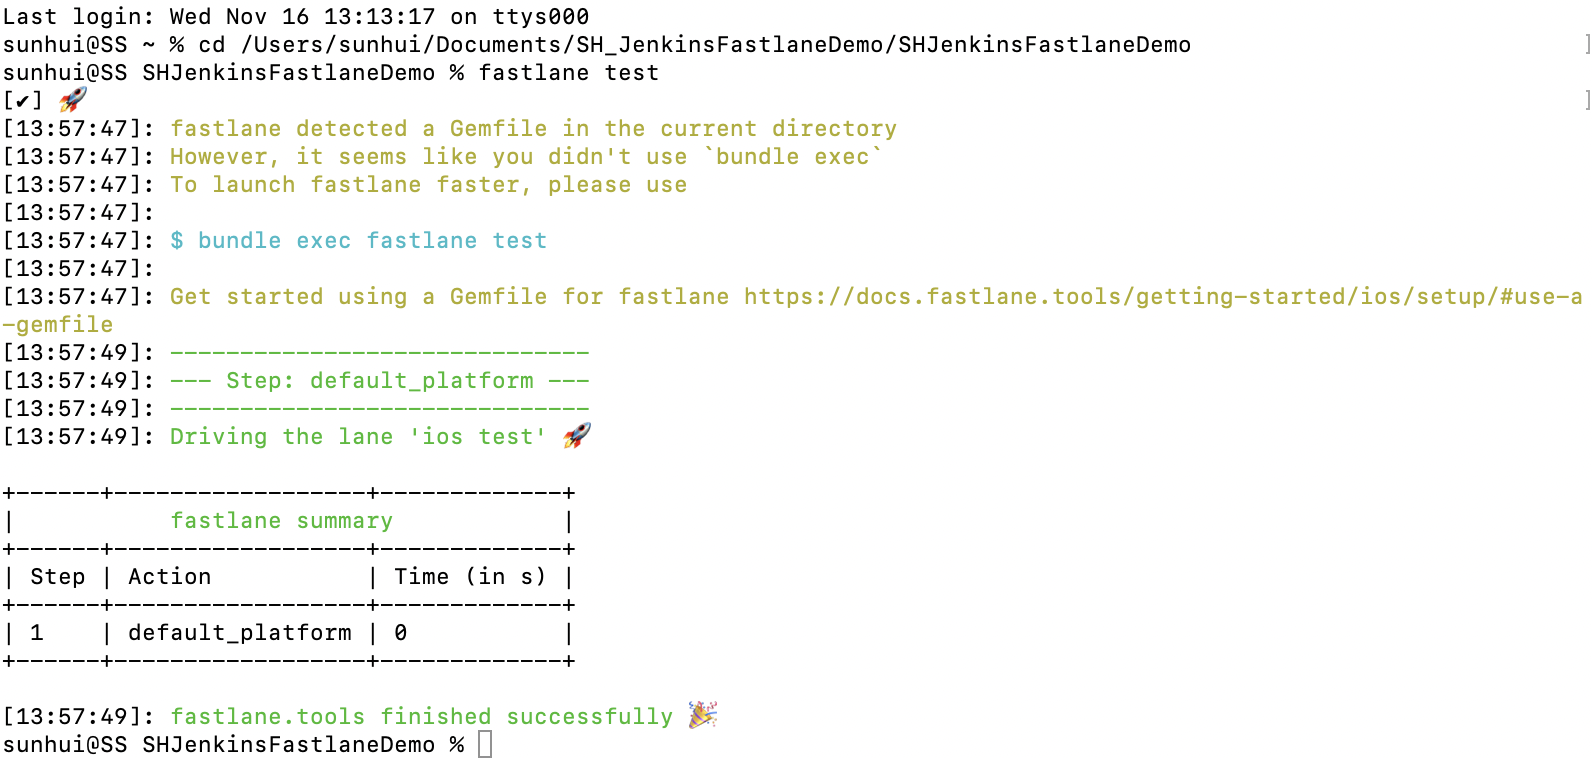 Last login: Wed Nov 16 13:13:17 on ttys000
sunhui@SS ~ % cd /Users/sunhui/Documents/SH_JenkinsFastlaneDemo/SHJenkinsFastlaneDemo ]
sunhui@SS SHJenkinsFastlaneDemo % fastlane test
[✔] 🚀 ]
[13:57:47]: fastlane detected a Gemfile in the current directory
[13:57:47]: However, it seems like you didn't use `bundle exec`
[13:57:47]: To launch fastlane faster, please use
[13:57:47]:
[13:57:47]: $ bundle exec fastlane test
[13:57:47]:
[13:57:47]: Get started using a Gemfile for fastlane https://docs.fastlane.tools/getting-started/ios/setup/#use-a
-gemfile
[13:57:49]: ------------------------------
[13:57:49]: --- Step: default_platform ---
[13:57:49]: ------------------------------
[13:57:49]: Driving the lane 'ios test' 🚀
+------+------------------+-------------+
|           fastlane summary            |
+------+------------------+-------------+
| Step | Action           | Time (in s) |
+------+------------------+-------------+
| 1    | default_platform | 0           |
+------+------------------+-------------+
[13:57:49]: fastlane.tools finished successfully 🎉
sunhui@SS SHJenkinsFastlaneDemo %